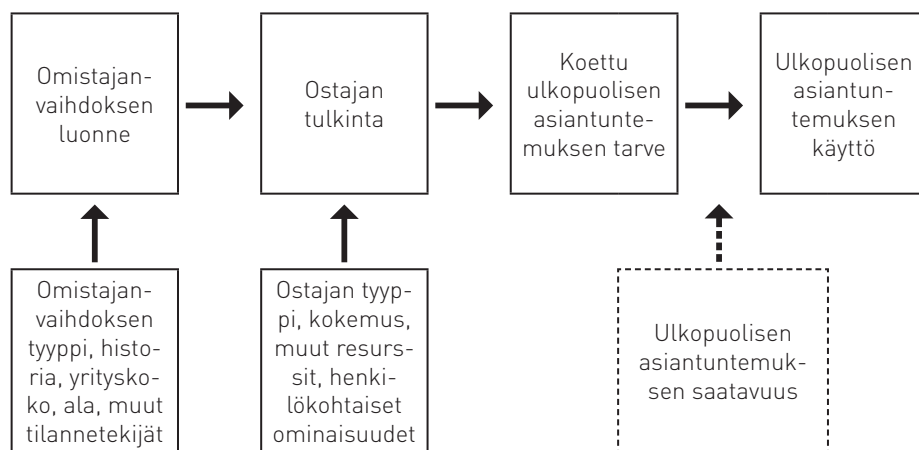 Omistajan-
vaihdoksen
luonne
Ostajan
tulkinta
Koettu
ulkopuolisen
asiantunte-
muksen tarve
Ulkopuolisen
asiantun-
temuksen
käyttö
Omistajan-
vaihdoksen
tyyppi, histo-
ria, yritysko-
ko, ala, muut
tilannetekijät
Ostajan tyyp-
pi, kokemus,
muut resurs-
sit, henki-
lökohtaiset
ominaisuudet
Ulkopuolisen
asiantuntemuk-
sen saatavuus